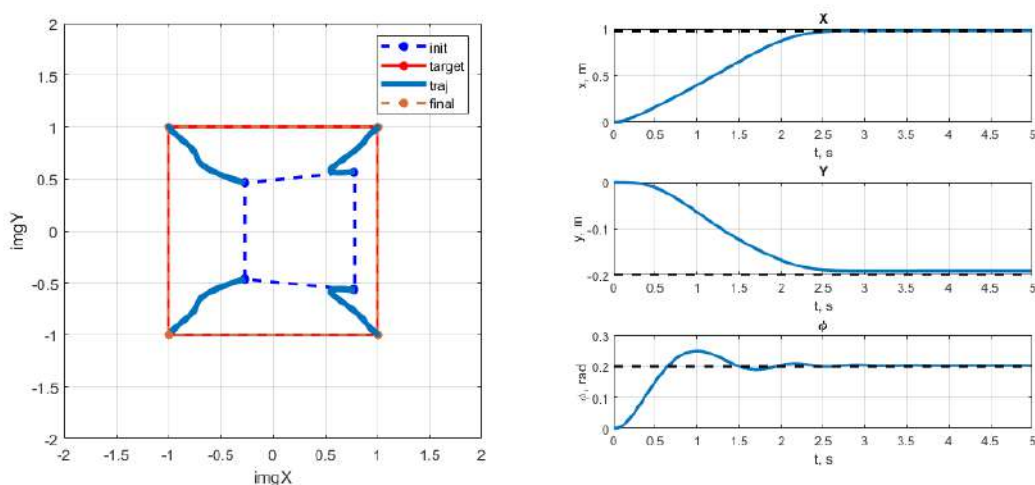 2
1.5
1
0.5
0
-0.5
-1
-1.5
-2
imgY
-2 -1.5 -1 -0.5 0 0.5 1 1.5 2
imgX
init
target
traj
final
X
1
0.5
0
x, m
0 0.5 1 1.5 2 2.5 3 3.5 4 4.5 5
t, s
Y
0
-0.1
-0.2
y, m
0 0.5 1 1.5 2 2.5 3 3.5 4 4.5 5
t, s
ϕ
0.3
0.2
0.1
0
ϕ, rad
0 0.5 1 1.5 2 2.5 3 3.5 4 4.5 5
t, s